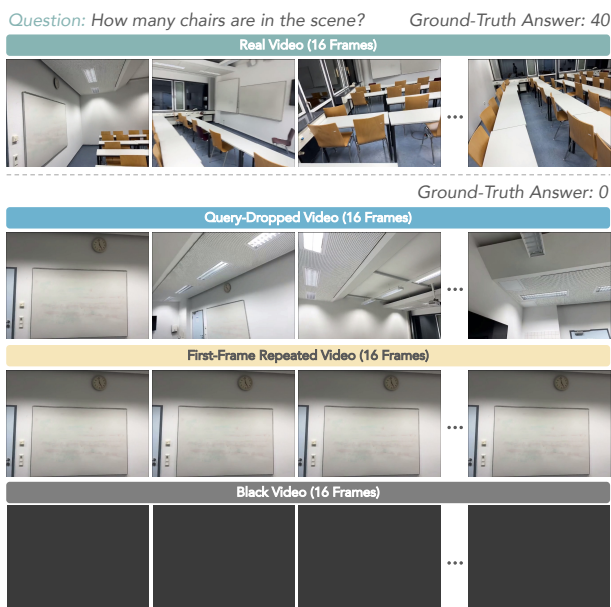 Question: How many chairs are in the scene? Ground-Truth Answer: 40
Real Video (16 Frames)
...
Ground-Truth Answer: 0
Query-Dropped Video (16 Frames)
...
First-Frame Repeated Video (16 Frames)
...
Black Video (16 Frames)
...